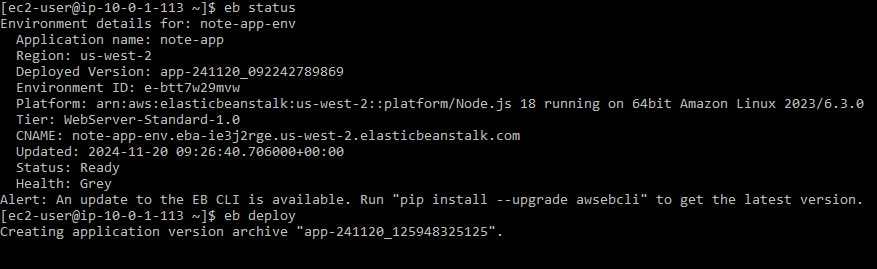 [ec2-user@ip-10-0-1-113 ~]$ eb status
Environment details for: note-app-env
  Application name: note-app
  Region: us-west-2
  Deployed Version: app-241120_092242789869
  Environment ID: e-btt7w29mvw
  Platform: arn:aws:elasticbeanstalk:us-west-2::platform/Node.js 18 running on 64bit Amazon Linux 2023/6.3.0
  Tier: WebServer-Standard-1.0
  CNAME: note-app-env.eba-ie3j2rge.us-west-2.elasticbeanstalk.com
  Updated: 2024-11-20 09:26:40.706000+00:00
  Status: Ready
  Health: Grey
Alert: An update to the EB CLI is available. Run "pip install --upgrade awsebcli" to get the latest version.
[ec2-user@ip-10-0-1-113 ~]$ eb deploy
Creating application version archive "app-241120_125948325125".